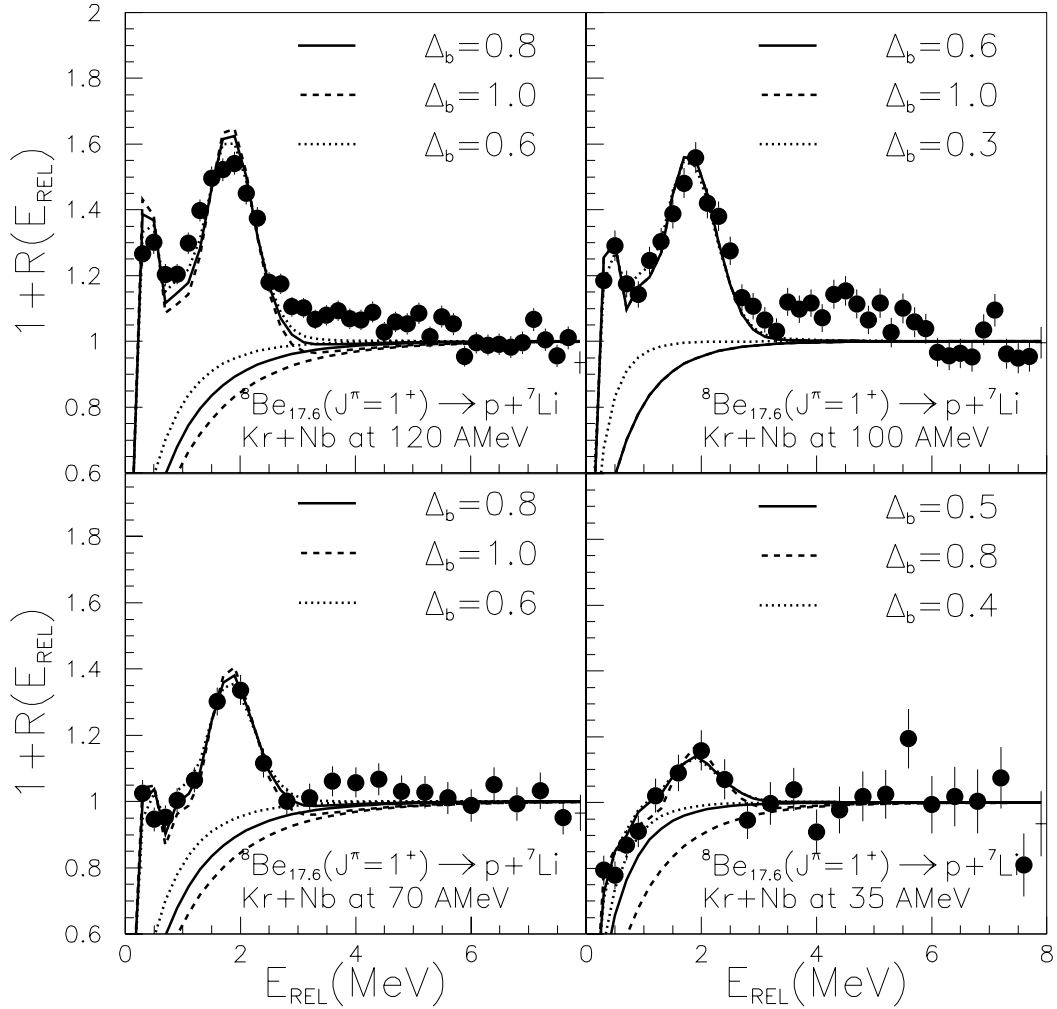 2
1.8
1.6
1.4
1.2
1
0.8
0.6
1+R(E_REL)
Δ_b=0.8
Δ_b=1.0
Δ_b=0.6
⁸Be₁₇.₆(J^π=1⁺)→p+⁷Li
Kr+Nb at 120 AMeV
Δ_b=0.6
Δ_b=1.0
Δ_b=0.3
⁸Be₁₇.₆(J^π=1⁺)→p+⁷Li
Kr+Nb at 100 AMeV
1.8
1.6
1.4
1.2
1
0.8
0.6
1+R(E_REL)
Δ_b=0.8
Δ_b=1.0
Δ_b=0.6
⁸Be₁₇.₆(J^π=1⁺)→p+⁷Li
Kr+Nb at 70 AMeV
Δ_b=0.5
Δ_b=0.8
Δ_b=0.4
⁸Be₁₇.₆(J^π=1⁺)→p+⁷Li
Kr+Nb at 35 AMeV
0 2 4 6 0 2 4 6 8
E_REL(MeV) E_REL(MeV)